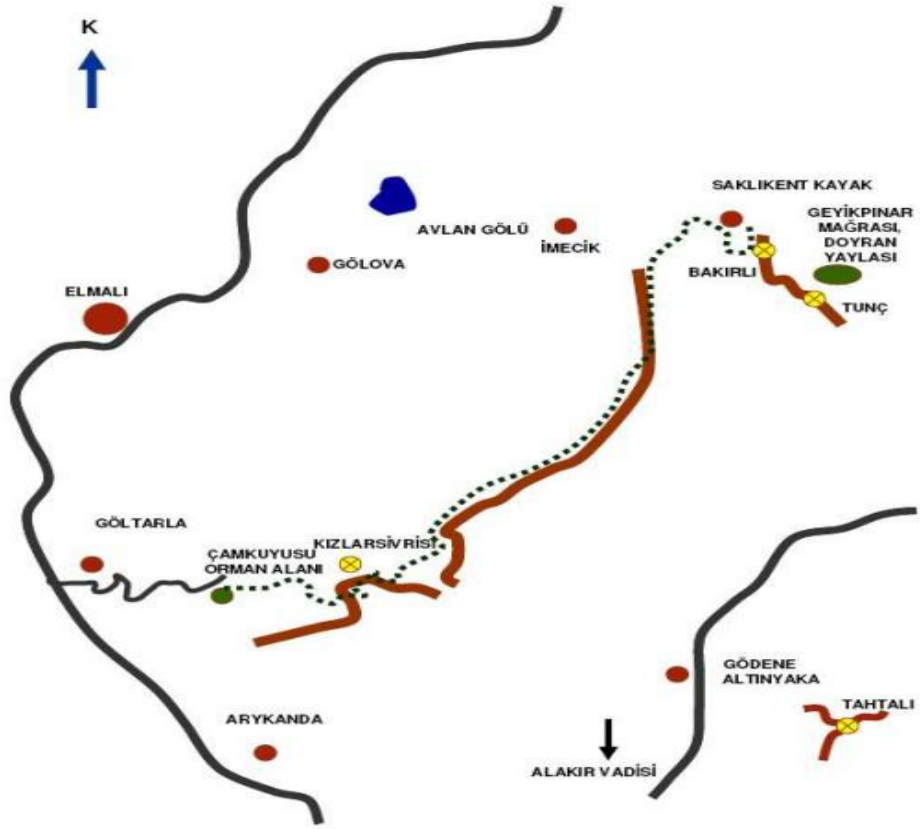 K
SAKLIKENT KAYAK
GEYİKPINAR
MAĞRASI,
DOYRAN
YAYLASI
AVLAN GÖLÜ
İMECİK
GÖLOVA
BAKIRLI
ELMALI
TUNÇ
GÖLTARLA
KIZLARSİVRİSİ
ÇAMKUYUSU
ORMAN ALANI
GÖDENE
ALTINYAKA
TAHTALI
ARYKANDA
ALAKIR VADİSİ